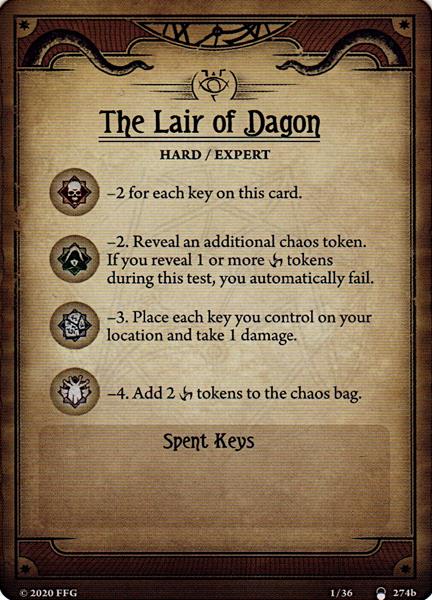 The Lair of Dagon
HARD / EXPERT
–2 for each key on this card.
–2. Reveal an additional chaos token.
If you reveal 1 or more tokens
during this test, you automatically fail.
–3. Place each key you control on your
location and take 1 damage.
–4. Add 2 tokens to the chaos bag.
Spent Keys
© 2020 FFG
1/36
274b